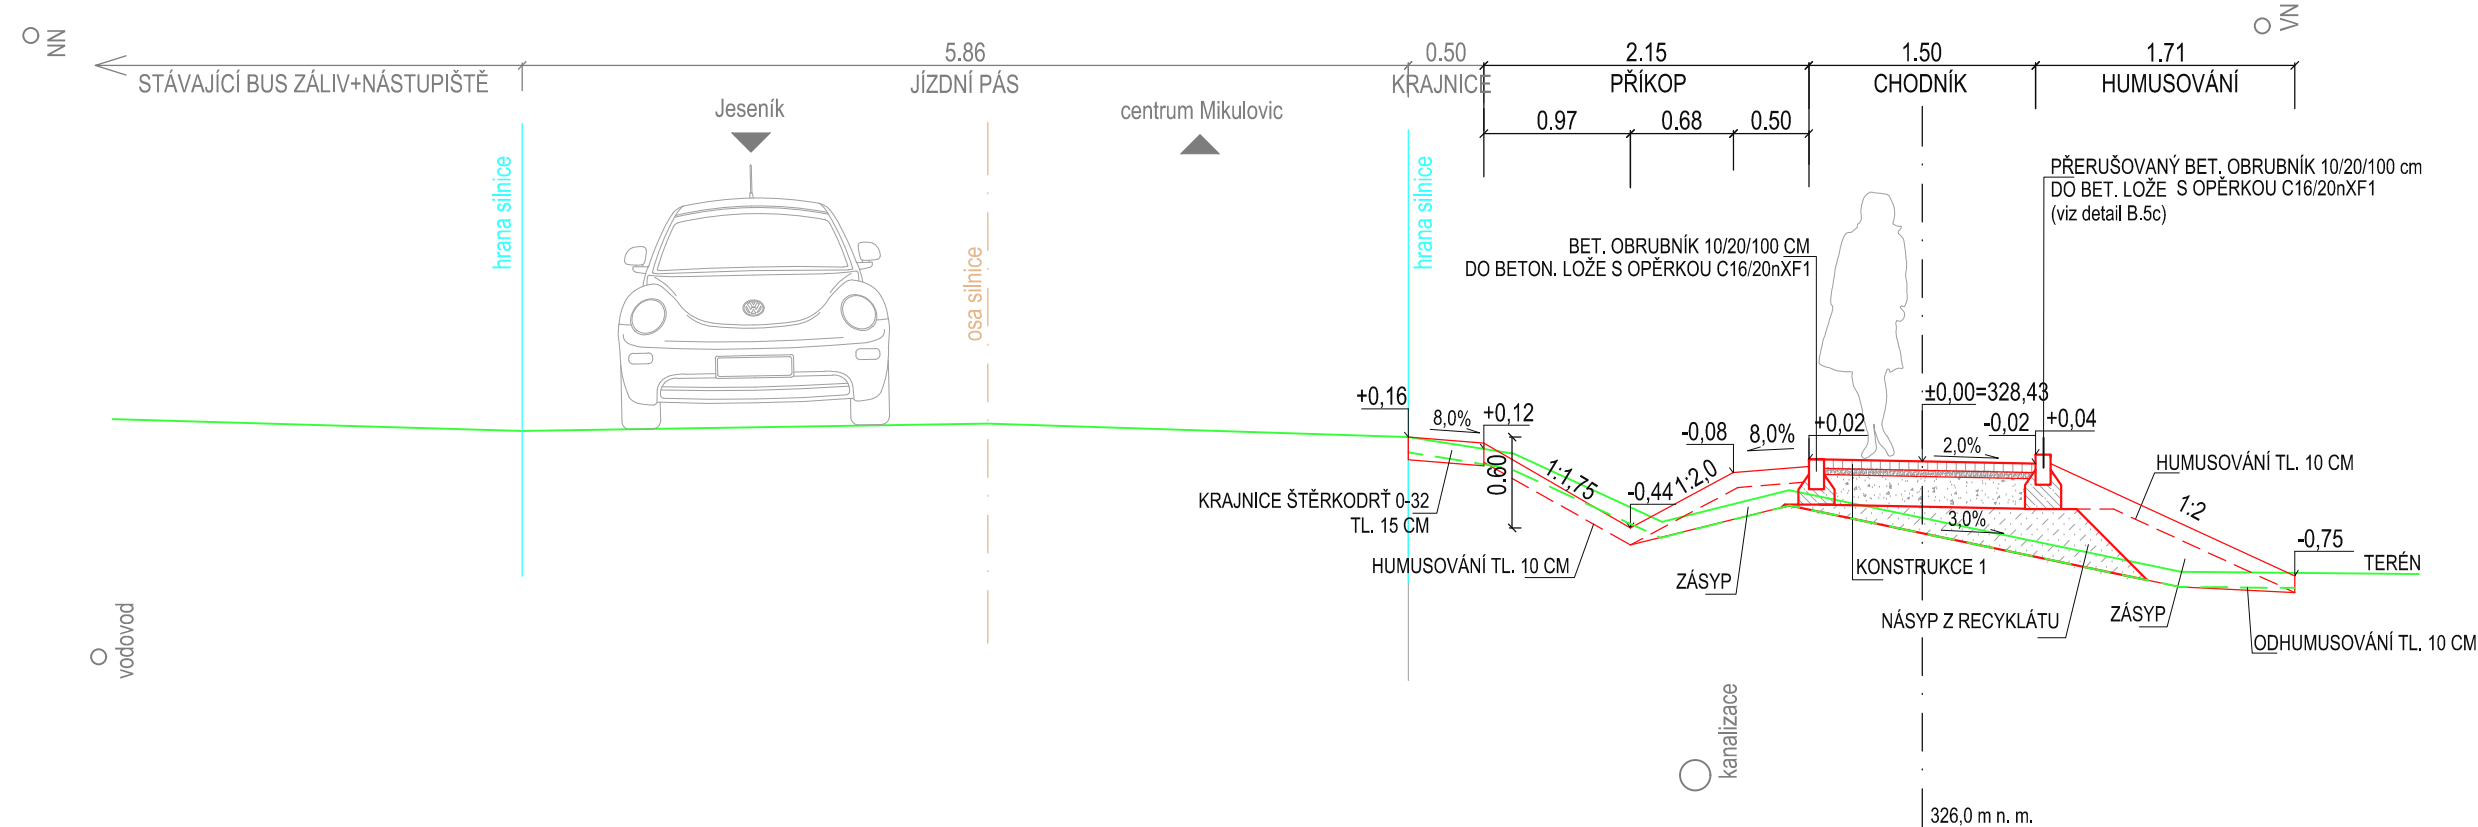 NN
VN
5.86
0.50
2.15
1.50
1.71
STÁVAJÍCÍ BUS ZÁLIV+NÁSTUPIŠTĚ
JÍZDNÍ PÁS
KRAJNICE
PŘÍKOP
CHODNÍK
HUMUSOVÁNÍ
Jeseník
centrum Mikulovic
0.97
0.68
0.50
hrana silnice
osa silnice
hrana silnice
PŘERUŠOVANÝ BET. OBRUBNÍK 10/20/100 cm
DO BET. LOŽE S OPĚRKOU C16/20nXF1
(viz detail B.5c)
BET. OBRUBNÍK 10/20/100 CM
DO BETON. LOŽE S OPĚRKOU C16/20nXF1
+0,16
8,0%
+0,12
-0,08
8,0%
+0,02
±0,00=328,43
-0,02
+0,04
2,0%
0.60
1:1,75
-0,44
1:2,0
HUMUSOVÁNÍ TL. 10 CM
1:2
KRAJNICE ŠTĚRKODRŤ 0-32
TL. 15 CM
3,0%
-0,75
TERÉN
HUMUSOVÁNÍ TL. 10 CM
ZÁSYP
KONSTRUKCE 1
NÁSYP Z RECYKLÁTU
ZÁSYP
ODHUMUSOVÁNÍ TL. 10 CM
vodovod
kanalizace
326,0 m n. m.